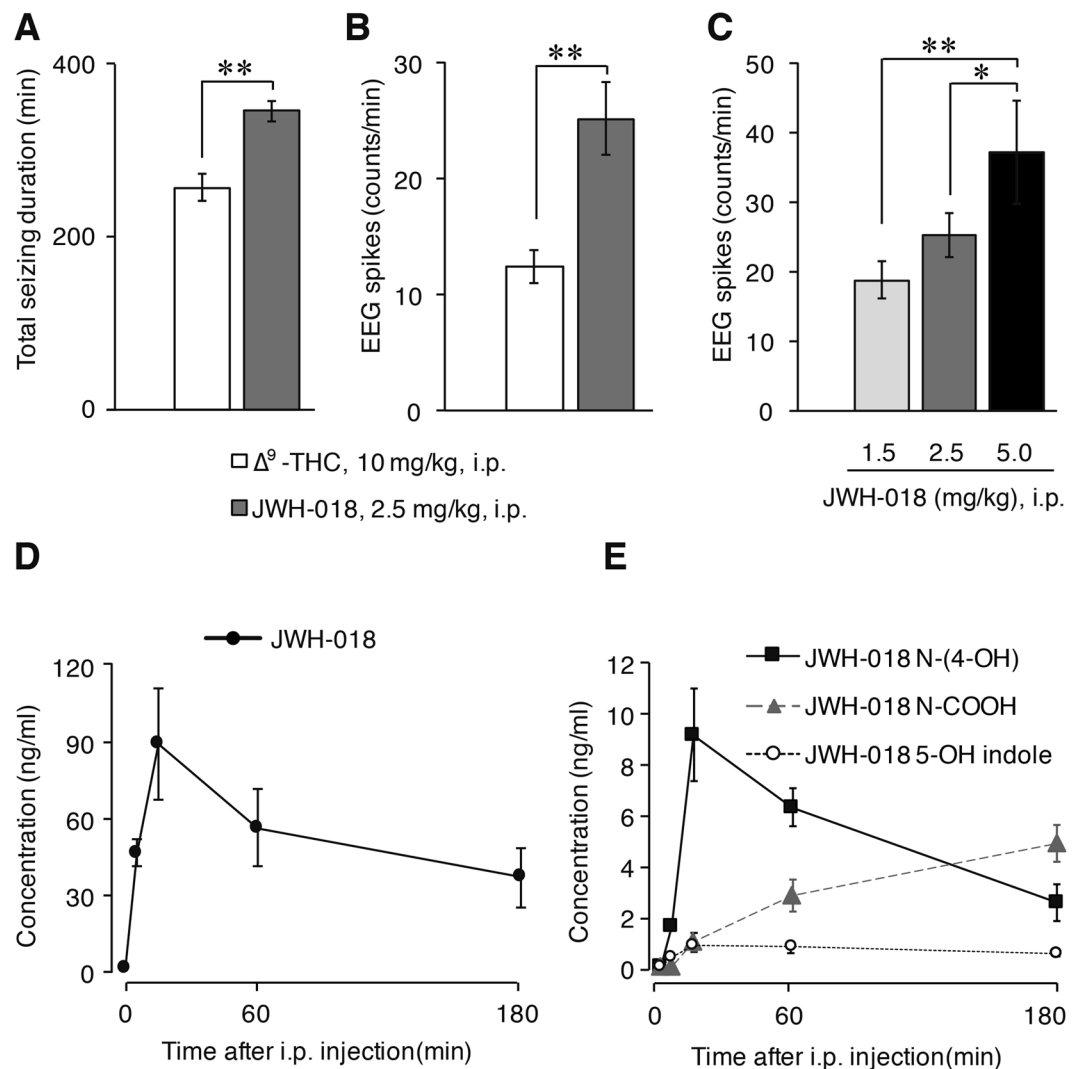 A
Total seizing duration (min)
400
200
0
**
B
EEG spikes (counts/min)
30
20
10
0
**
C
EEG spikes (counts/min)
50
40
30
20
10
0
**
*
1.5 2.5 5.0
JWH-018 (mg/kg), i.p.
Δ⁹ -THC, 10 mg/kg, i.p.
JWH-018, 2.5 mg/kg, i.p.
D
JWH-018
Concentration (ng/ml)
120
90
60
30
0
0 60 180
Time after i.p. injection(min)
E
JWH-018 N-(4-OH)
JWH-018 N-COOH
JWH-018 5-OH indole
Concentration (ng/ml)
12
10
8
6
4
2
0
0 60 180
Time after i.p. injection(min)